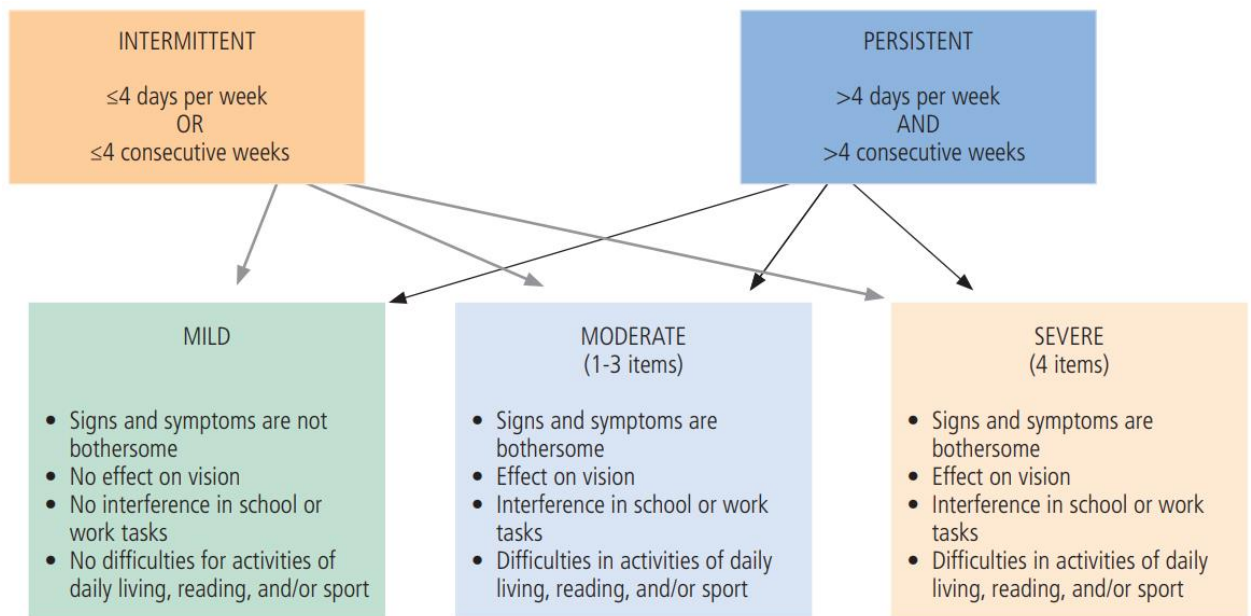 INTERMITTENT
≤4 days per week
OR
≤4 consecutive weeks
PERSISTENT
>4 days per week
AND
>4 consecutive weeks
MILD
• Signs and symptoms are not
bothersome
• No effect on vision
• No interference in school or
work tasks
• No difficulties for activities of
daily living, reading, and/or sport
MODERATE
(1-3 items)
• Signs and symptoms are
bothersome
• Effect on vision
• Interference in school or work
tasks
• Difficulties in activities of daily
living, reading, and/or sport
SEVERE
(4 items)
• Signs and symptoms are
bothersome
• Effect on vision
• Interference in school or work
tasks
• Difficulties in activities of daily
living, reading, and/or sport